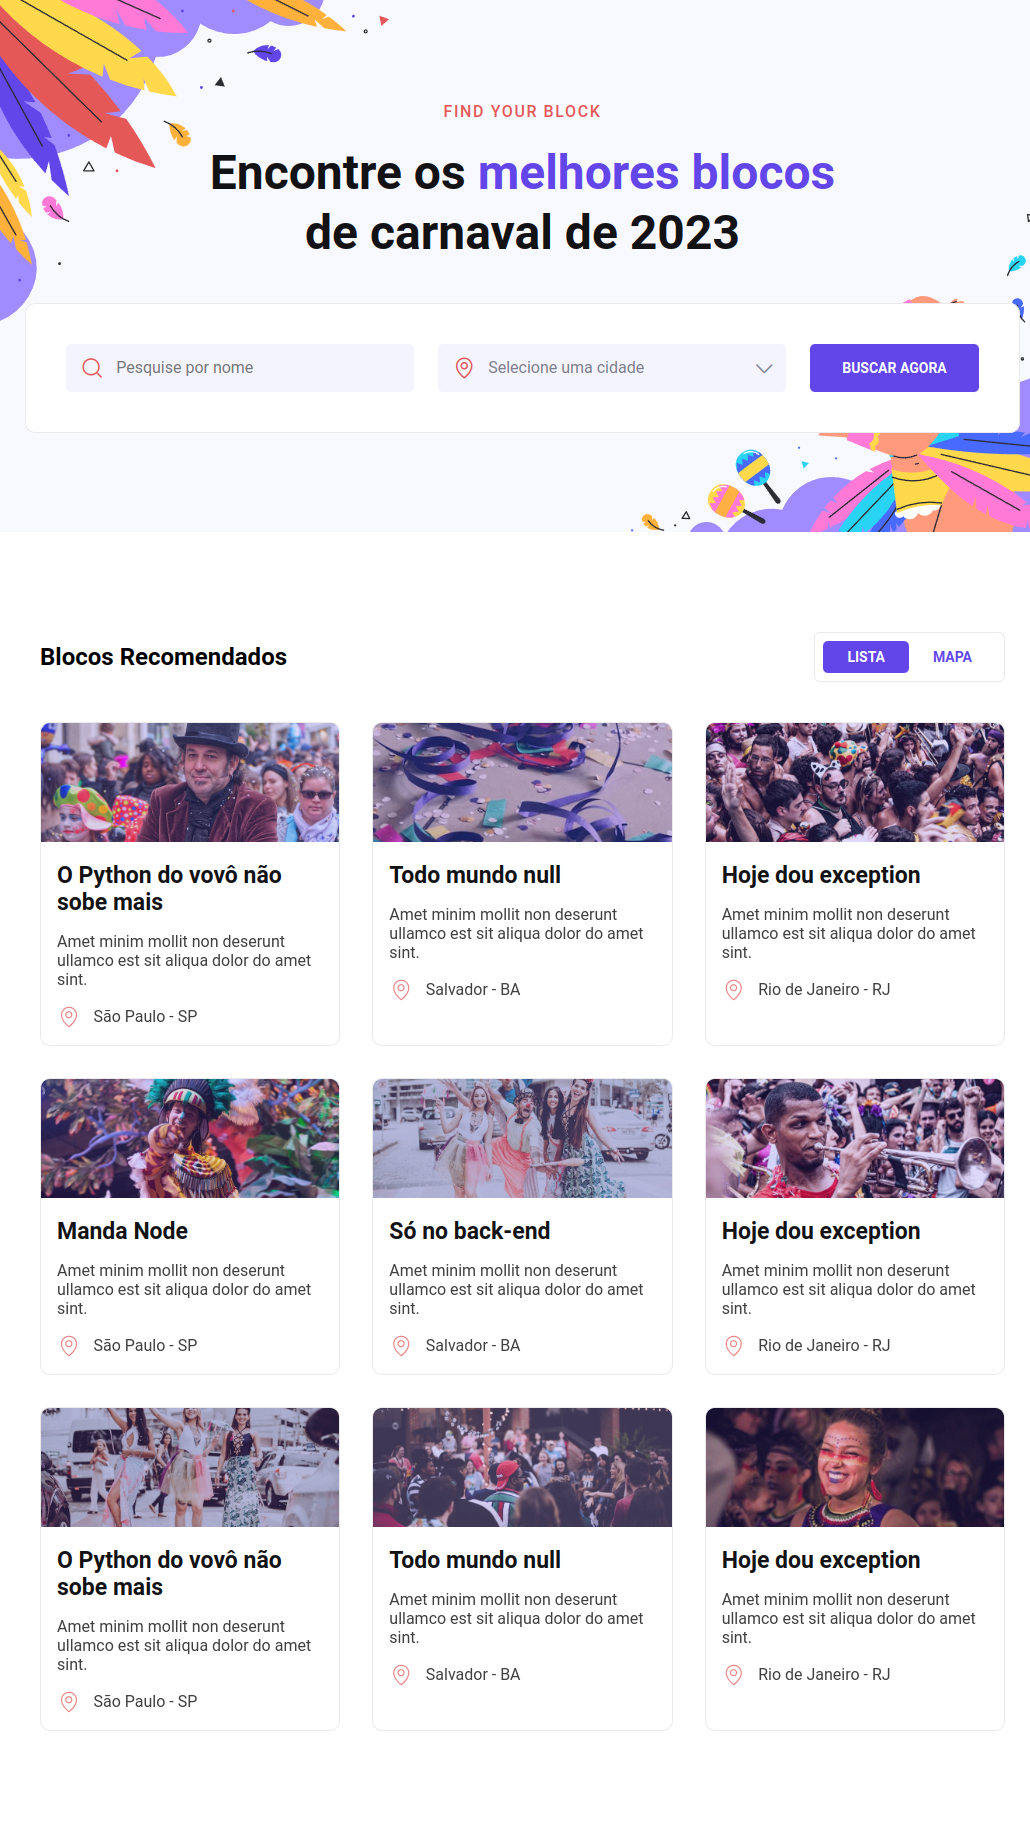 FIND YOUR BLOCK
Encontre os melhores blocos
de carnaval de 2023
Pesquise por nome
Selecione uma cidade
BUSCAR AGORA
Blocos Recomendados
LISTA
MAPA
O Python do vovô não
sobe mais
Amet minim mollit non deserunt
ullamco est sit aliqua dolor do amet
sint.
São Paulo - SP
Todo mundo null
Amet minim mollit non deserunt
ullamco est sit aliqua dolor do amet
sint.
Salvador - BA
Hoje dou exception
Amet minim mollit non deserunt
ullamco est sit aliqua dolor do amet
sint.
Rio de Janeiro - RJ
Manda Node
Amet minim mollit non deserunt
ullamco est sit aliqua dolor do amet
sint.
São Paulo - SP
Só no back-end
Amet minim mollit non deserunt
ullamco est sit aliqua dolor do amet
sint.
Salvador - BA
Hoje dou exception
Amet minim mollit non deserunt
ullamco est sit aliqua dolor do amet
sint.
Rio de Janeiro - RJ
O Python do vovô não
sobe mais
Amet minim mollit non deserunt
ullamco est sit aliqua dolor do amet
sint.
São Paulo - SP
Todo mundo null
Amet minim mollit non deserunt
ullamco est sit aliqua dolor do amet
sint.
Salvador - BA
Hoje dou exception
Amet minim mollit non deserunt
ullamco est sit aliqua dolor do amet
sint.
Rio de Janeiro - RJ